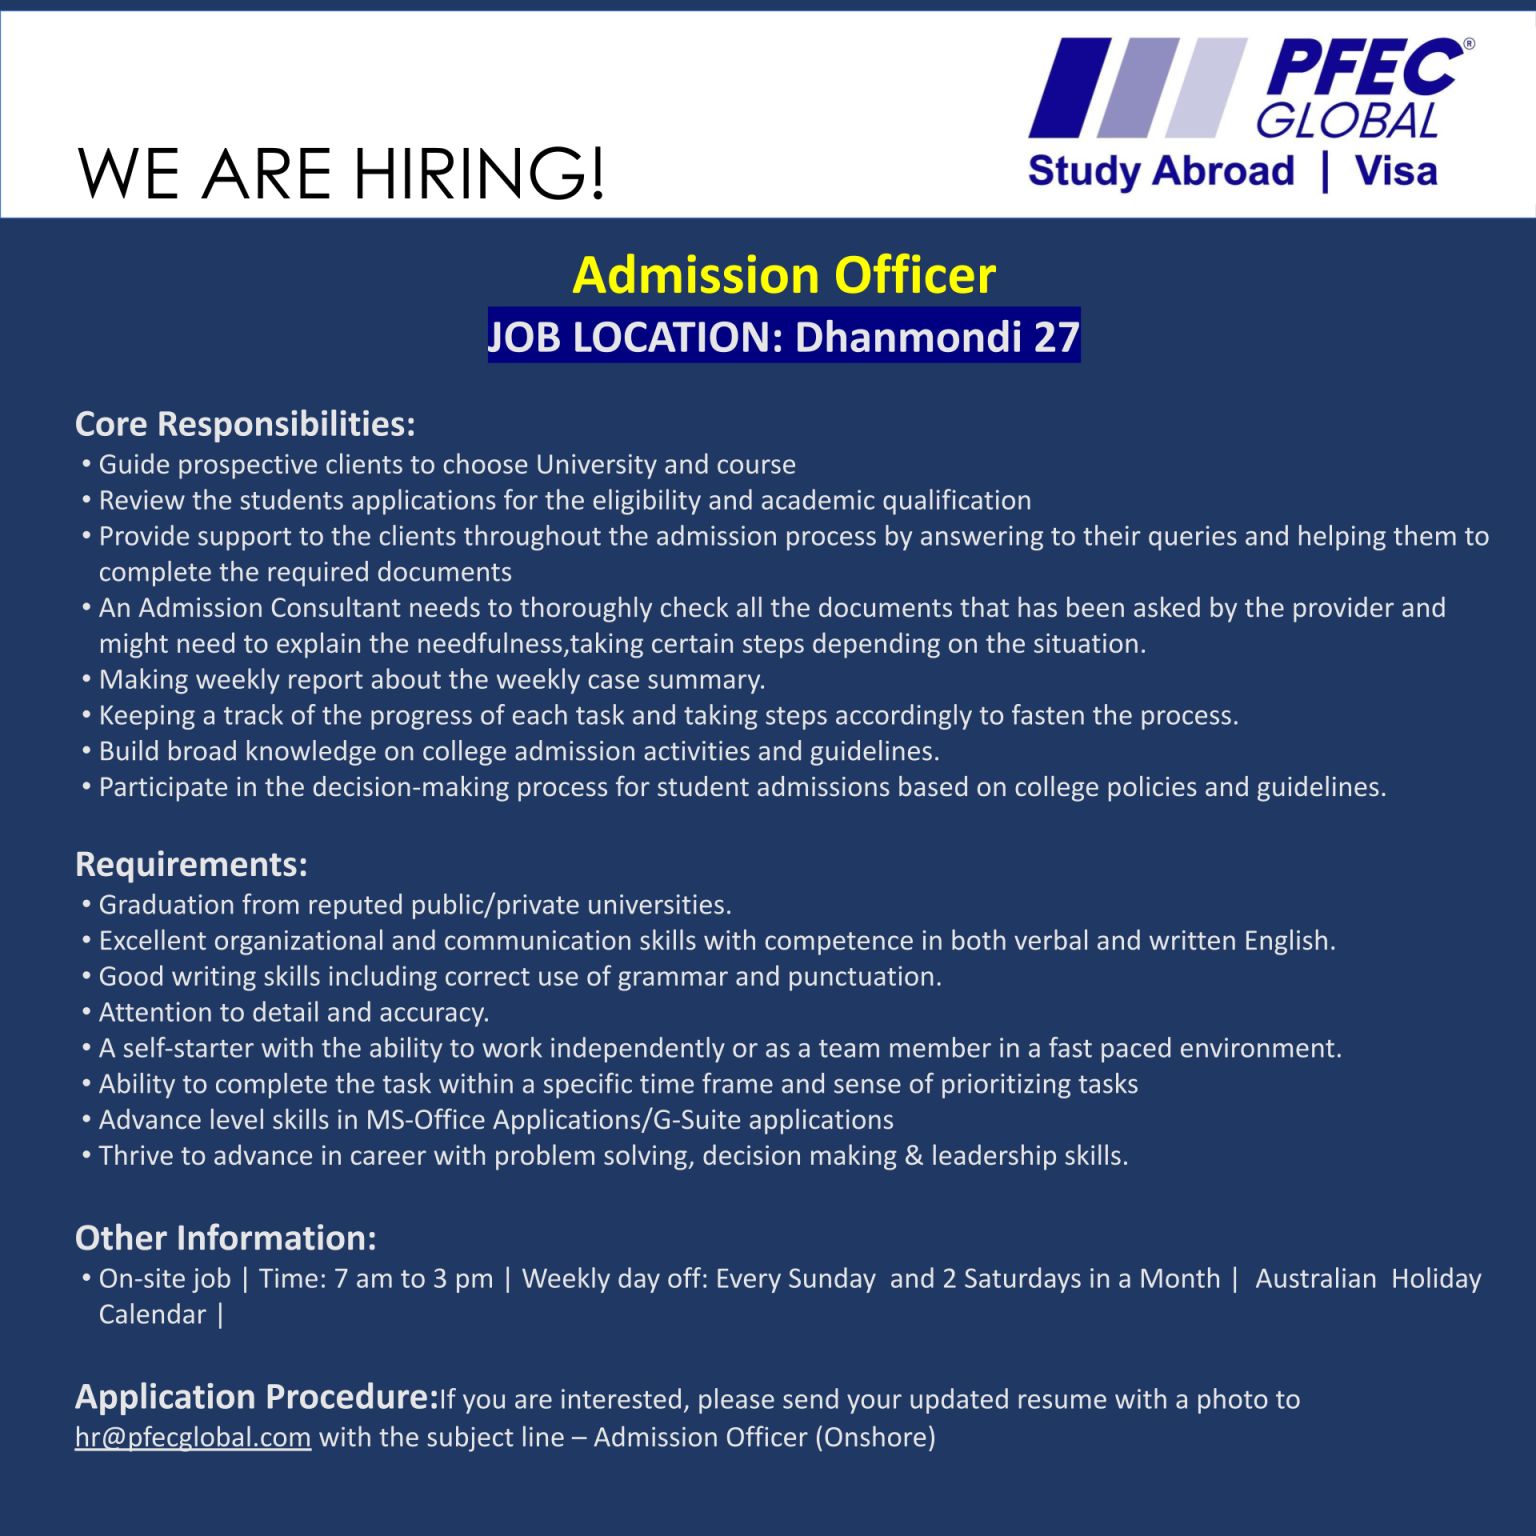 PFEC®
GLOBAL
Study Abroad | Visa
WE ARE HIRING!
Admission Officer
JOB LOCATION: Dhanmondi 27
Core Responsibilities:
• Guide prospective clients to choose University and course
• Review the students applications for the eligibility and academic qualification
• Provide support to the clients throughout the admission process by answering to their queries and helping them to
complete the required documents
• An Admission Consultant needs to thoroughly check all the documents that has been asked by the provider and
might need to explain the needfulness,taking certain steps depending on the situation.
• Making weekly report about the weekly case summary.
• Keeping a track of the progress of each task and taking steps accordingly to fasten the process.
• Build broad knowledge on college admission activities and guidelines.
• Participate in the decision-making process for student admissions based on college policies and guidelines.
Requirements:
• Graduation from reputed public/private universities.
• Excellent organizational and communication skills with competence in both verbal and written English.
• Good writing skills including correct use of grammar and punctuation.
• Attention to detail and accuracy.
• A self-starter with the ability to work independently or as a team member in a fast paced environment.
• Ability to complete the task within a specific time frame and sense of prioritizing tasks
• Advance level skills in MS-Office Applications/G-Suite applications
• Thrive to advance in career with problem solving, decision making & leadership skills.
Other Information:
• On-site job | Time: 7 am to 3 pm | Weekly day off: Every Sunday and 2 Saturdays in a Month | Australian Holiday
Calendar |
Application Procedure:If you are interested, please send your updated resume with a photo to
hr@pfecglobal.com with the subject line – Admission Officer (Onshore)